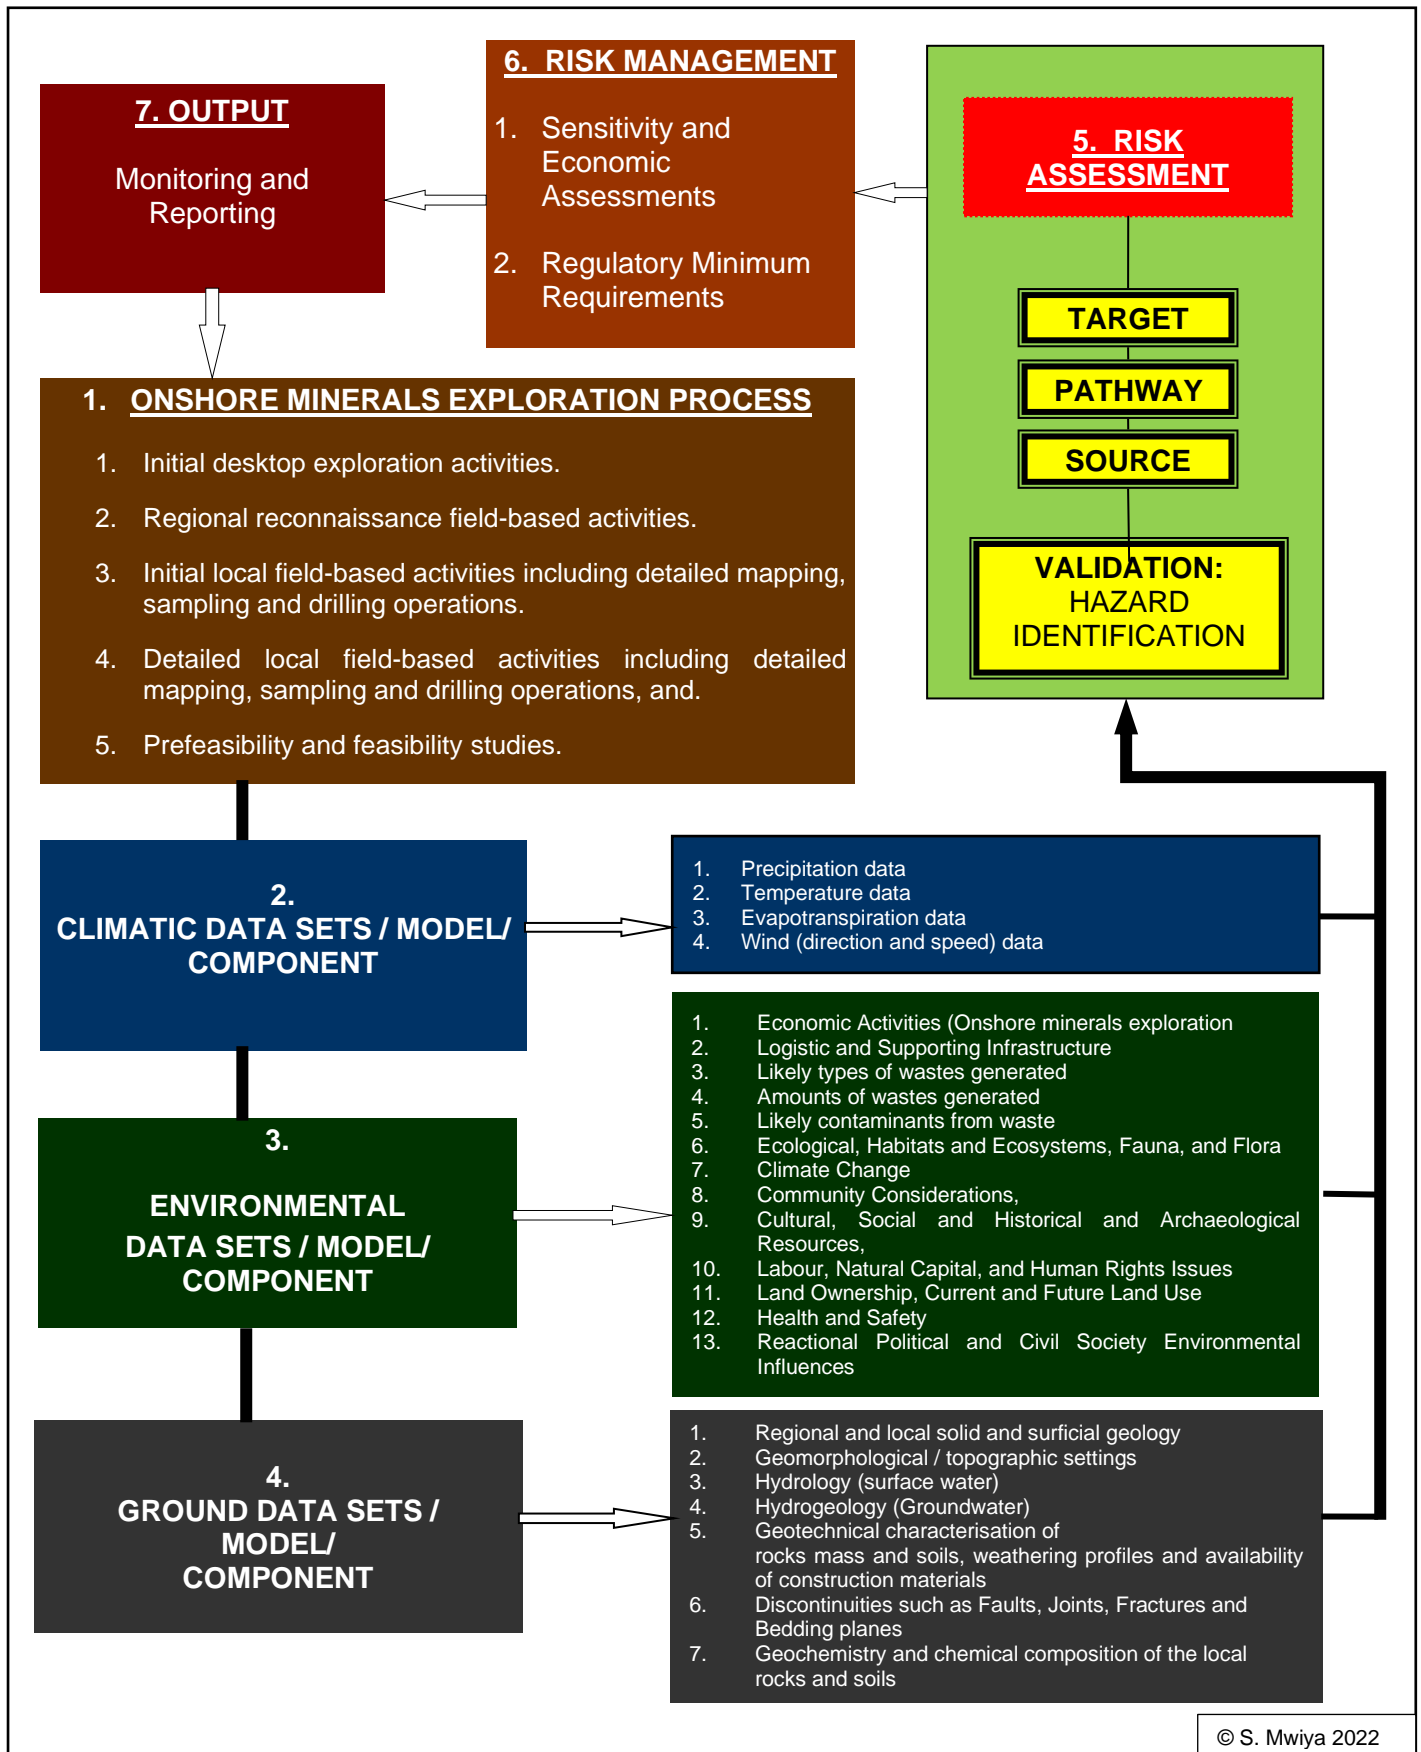 7. OUTPUT
Monitoring and
Reporting
6. RISK MANAGEMENT
1. Sensitivity and
Economic
Assessments
2. Regulatory Minimum
Requirements
5. RISK
ASSESSMENT
TARGET
PATHWAY
SOURCE
VALIDATION:
HAZARD
IDENTIFICATION
1. ONSHORE MINERALS EXPLORATION PROCESS
1. Initial desktop exploration activities.
2. Regional reconnaissance field-based activities.
3. Initial local field-based activities including detailed mapping,
sampling and drilling operations.
4. Detailed local field-based activities including detailed
mapping, sampling and drilling operations, and.
5. Prefeasibility and feasibility studies.
2.
CLIMATIC DATA SETS / MODEL/
COMPONENT
1. Precipitation data
2. Temperature data
3. Evapotranspiration data
4. Wind (direction and speed) data
3.
ENVIRONMENTAL
DATA SETS / MODEL/
COMPONENT
1. Economic Activities (Onshore minerals exploration
2. Logistic and Supporting Infrastructure
3. Likely types of wastes generated
4. Amounts of wastes generated
5. Likely contaminants from waste
6. Ecological, Habitats and Ecosystems, Fauna, and Flora
7. Climate Change
8. Community Considerations,
9. Cultural, Social and Historical and Archaeological
Resources,
10. Labour, Natural Capital, and Human Rights Issues
11. Land Ownership, Current and Future Land Use
12. Health and Safety
13. Reactional Political and Civil Society Environmental
Influences
4.
GROUND DATA SETS /
MODEL/
COMPONENT
1. Regional and local solid and surficial geology
2. Geomorphological / topographic settings
3. Hydrology (surface water)
4. Hydrogeology (Groundwater)
5. Geotechnical characterisation of
rocks mass and soils, weathering profiles and availability
of construction materials
6. Discontinuities such as Faults, Joints, Fractures and
Bedding planes
7. Geochemistry and chemical composition of the local
rocks and soils
© S. Mwiya 2022